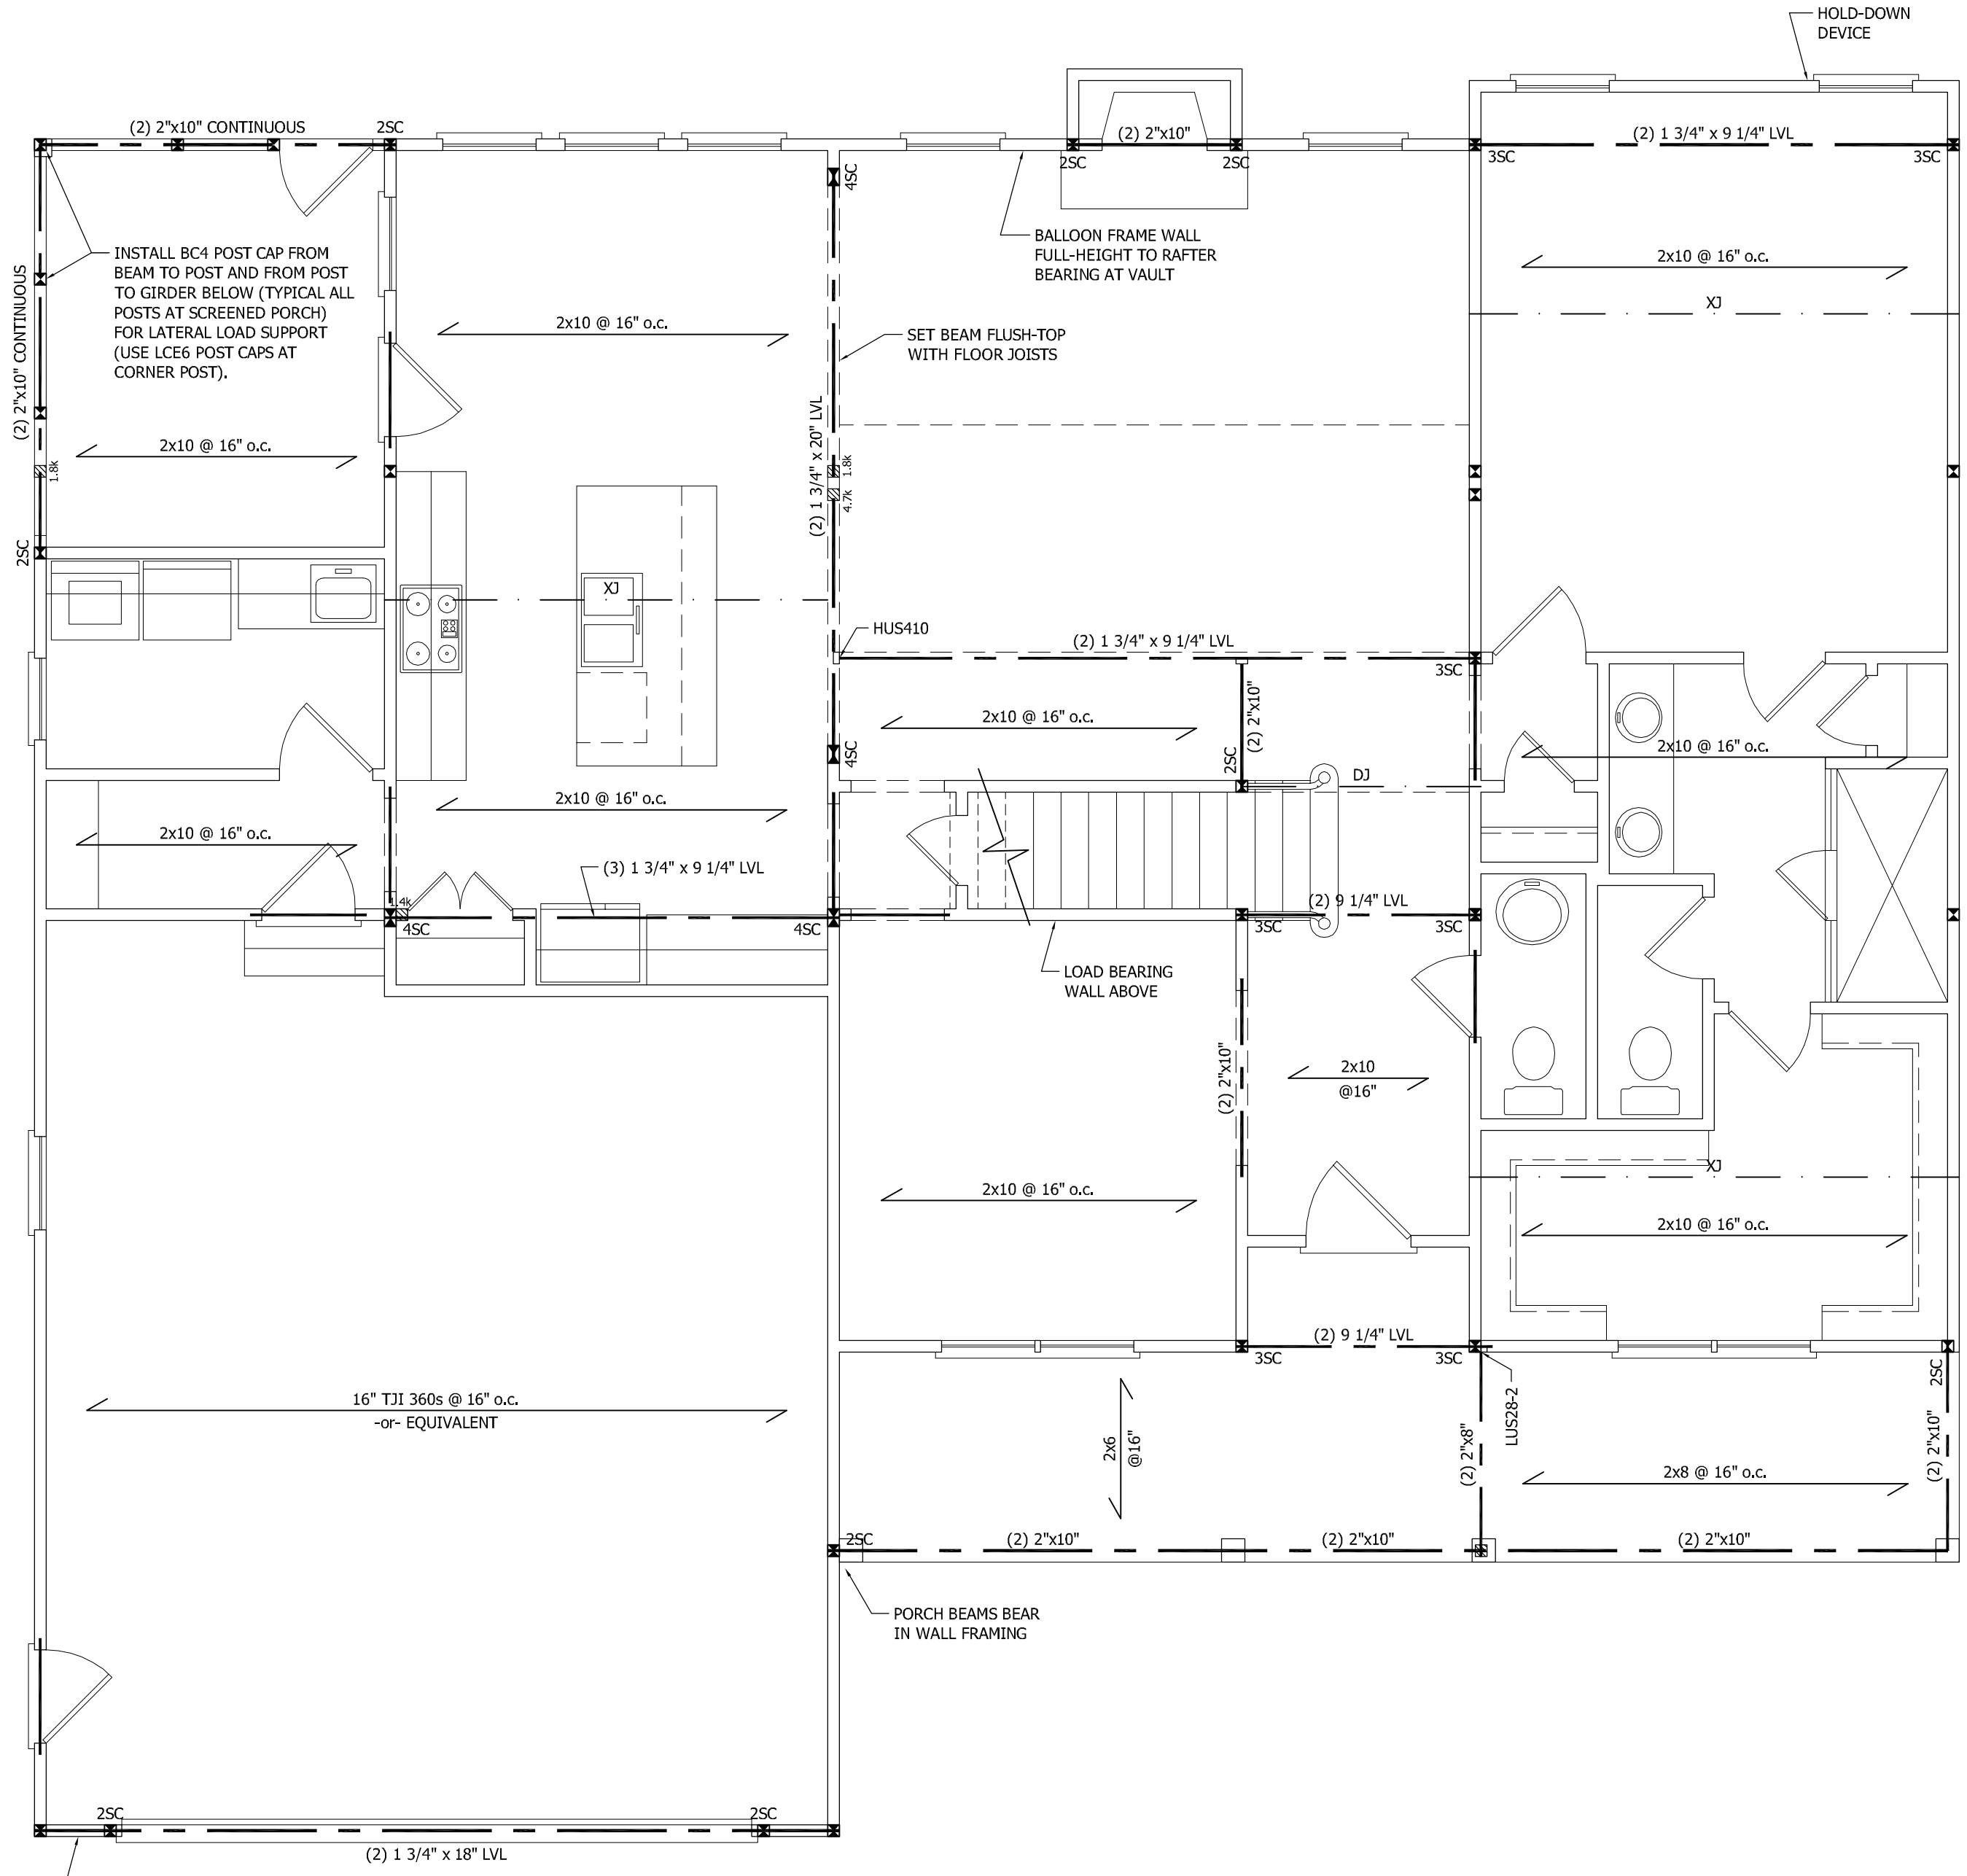 HOLD-DOWN
DEVICE
(2) 2"x10" CONTINUOUS
2SC
(2) 2"x10"
2SC
2SC
(2) 1 3/4" x 9 1/4" LVL
3SC
3SC
4SC
INSTALL BC4 POST CAP FROM
BEAM TO POST AND FROM POST
TO GIRDER BELOW (TYPICAL ALL
POSTS AT SCREENED PORCH)
FOR LATERAL LOAD SUPPORT
(USE LCE6 POST CAPS AT
CORNER POST).
BALLOON FRAME WALL
FULL-HEIGHT TO RAFTER
BEARING AT VAULT
2x10 @ 16" o.c.
XJ
2x10 @ 16" o.c.
SET BEAM FLUSH-TOP
WITH FLOOR JOISTS
(2) 2"x10" CONTINUOUS
2x10 @ 16" o.c.
1.8k
(2) 1 3/4" x 20" LVL
1.8k
4.7k
2SC
XJ
HUS410
(2) 1 3/4" x 9 1/4" LVL
3SC
(2) 2"x10"
2x10 @ 16" o.c.
4SC
2SC
DJ
2x10 @ 16" o.c.
2x10 @ 16" o.c.
2x10 @ 16" o.c.
(3) 1 3/4" x 9 1/4" LVL
1.4k
4SC
4SC
(2) 9 1/4" LVL
3SC
3SC
LOAD BEARING
WALL ABOVE
(2) 2"x10"
2x10
@16"
2x10 @ 16" o.c.
XJ
2x10 @ 16" o.c.
(2) 9 1/4" LVL
3SC
3SC
LUS28-2
2SC
16" TJI 360s @ 16" o.c.
-or- EQUIVALENT
2x6
@16"
(2) 2"x8"
2x8 @ 16" o.c.
(2) 2"x10"
2SC
(2) 2"x10"
(2) 2"x10"
(2) 2"x10"
PORCH BEAMS BEAR
IN WALL FRAMING
2SC
2SC
(2) 1 3/4" x 18" LVL